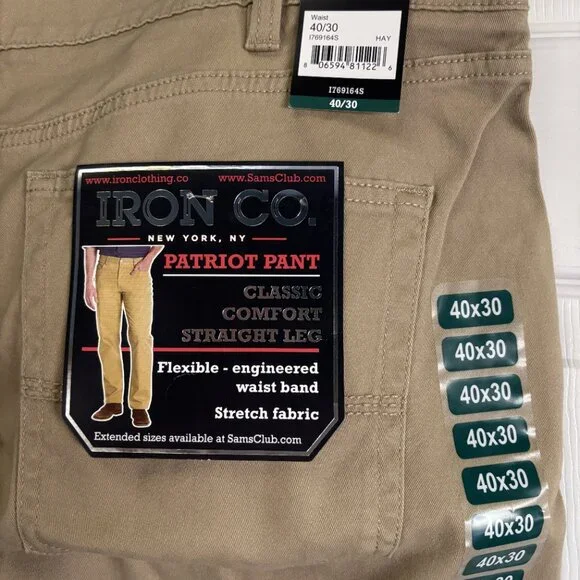 Waist
40/30
I769164S HAY
8 06594 81122 6
I769164S
40/30
www.ironclothing.co www.SamsClub.com
IRON CO.
NEW YORK, NY
PATRIOT PANT
CLASSIC
COMFORT
STRAIGHT LEG
Flexible - engineered
waist band
Stretch fabric
Extended sizes available at SamsClub.com
40x30
40x30
40x30
40x30
40x30
40x30
40x30